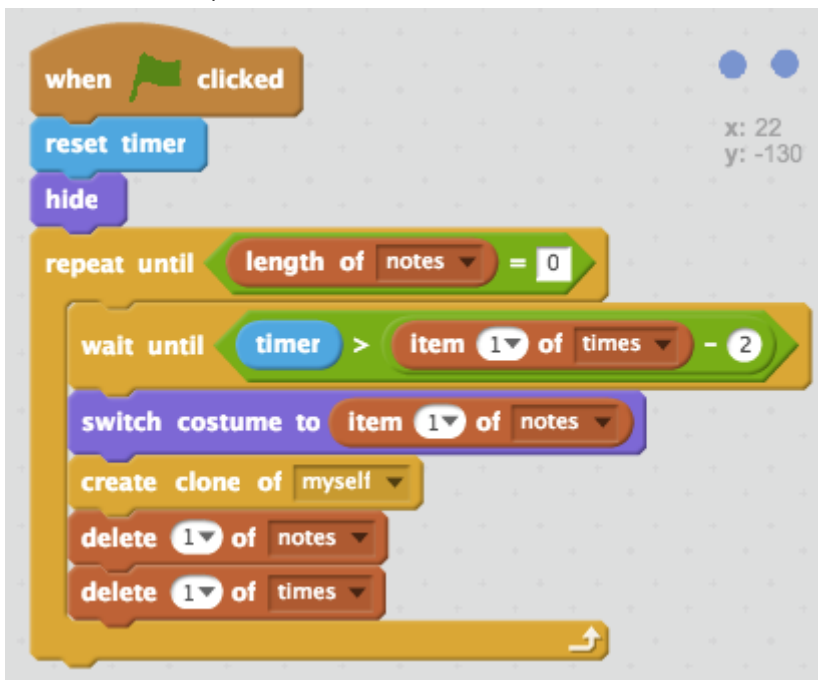 when clicked
reset timer
x: 22
y: -130
hide
repeat until length of notes = 0
wait until timer > item 1 of times - 2
switch costume to item 1 of notes
create clone of myself
delete 1 of notes
delete 1 of times